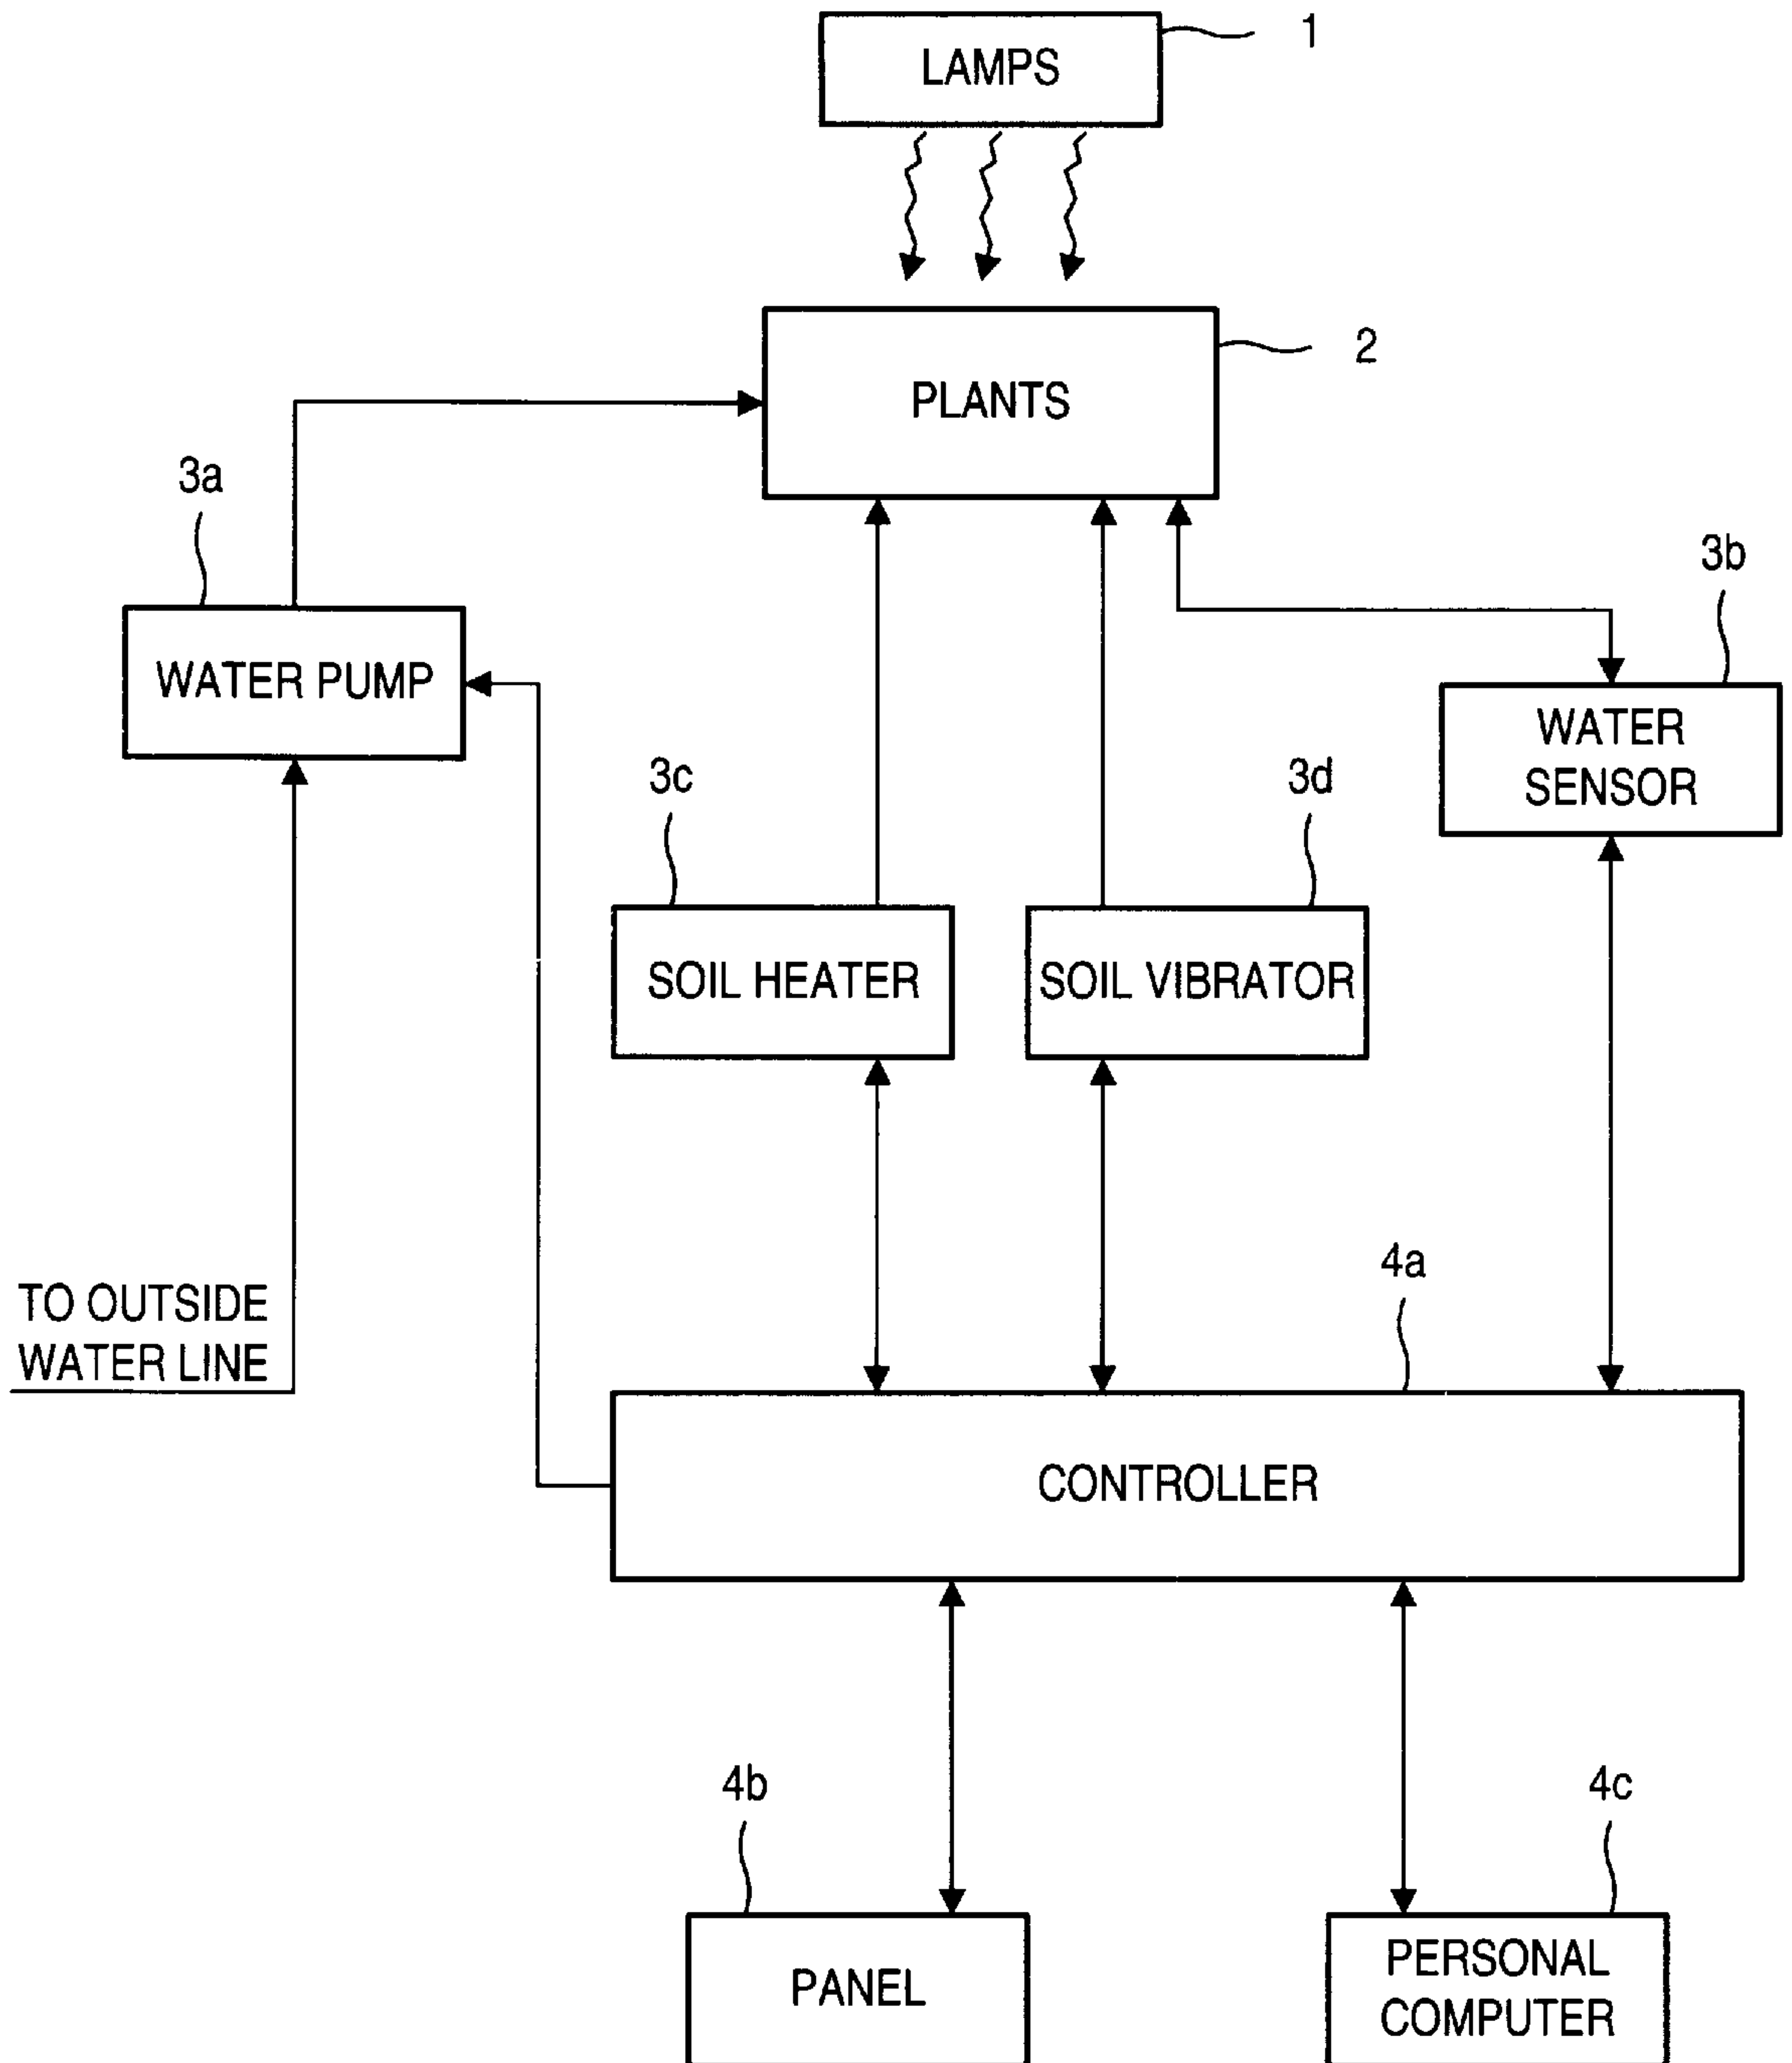 LAMPS
1
PLANTS
2
3a
WATER PUMP
3b
WATER
SENSOR
3c
SOIL HEATER
3d
SOIL VIBRATOR
TO OUTSIDE
WATER LINE
4a
CONTROLLER
4b
PANEL
4c
PERSONAL
COMPUTER